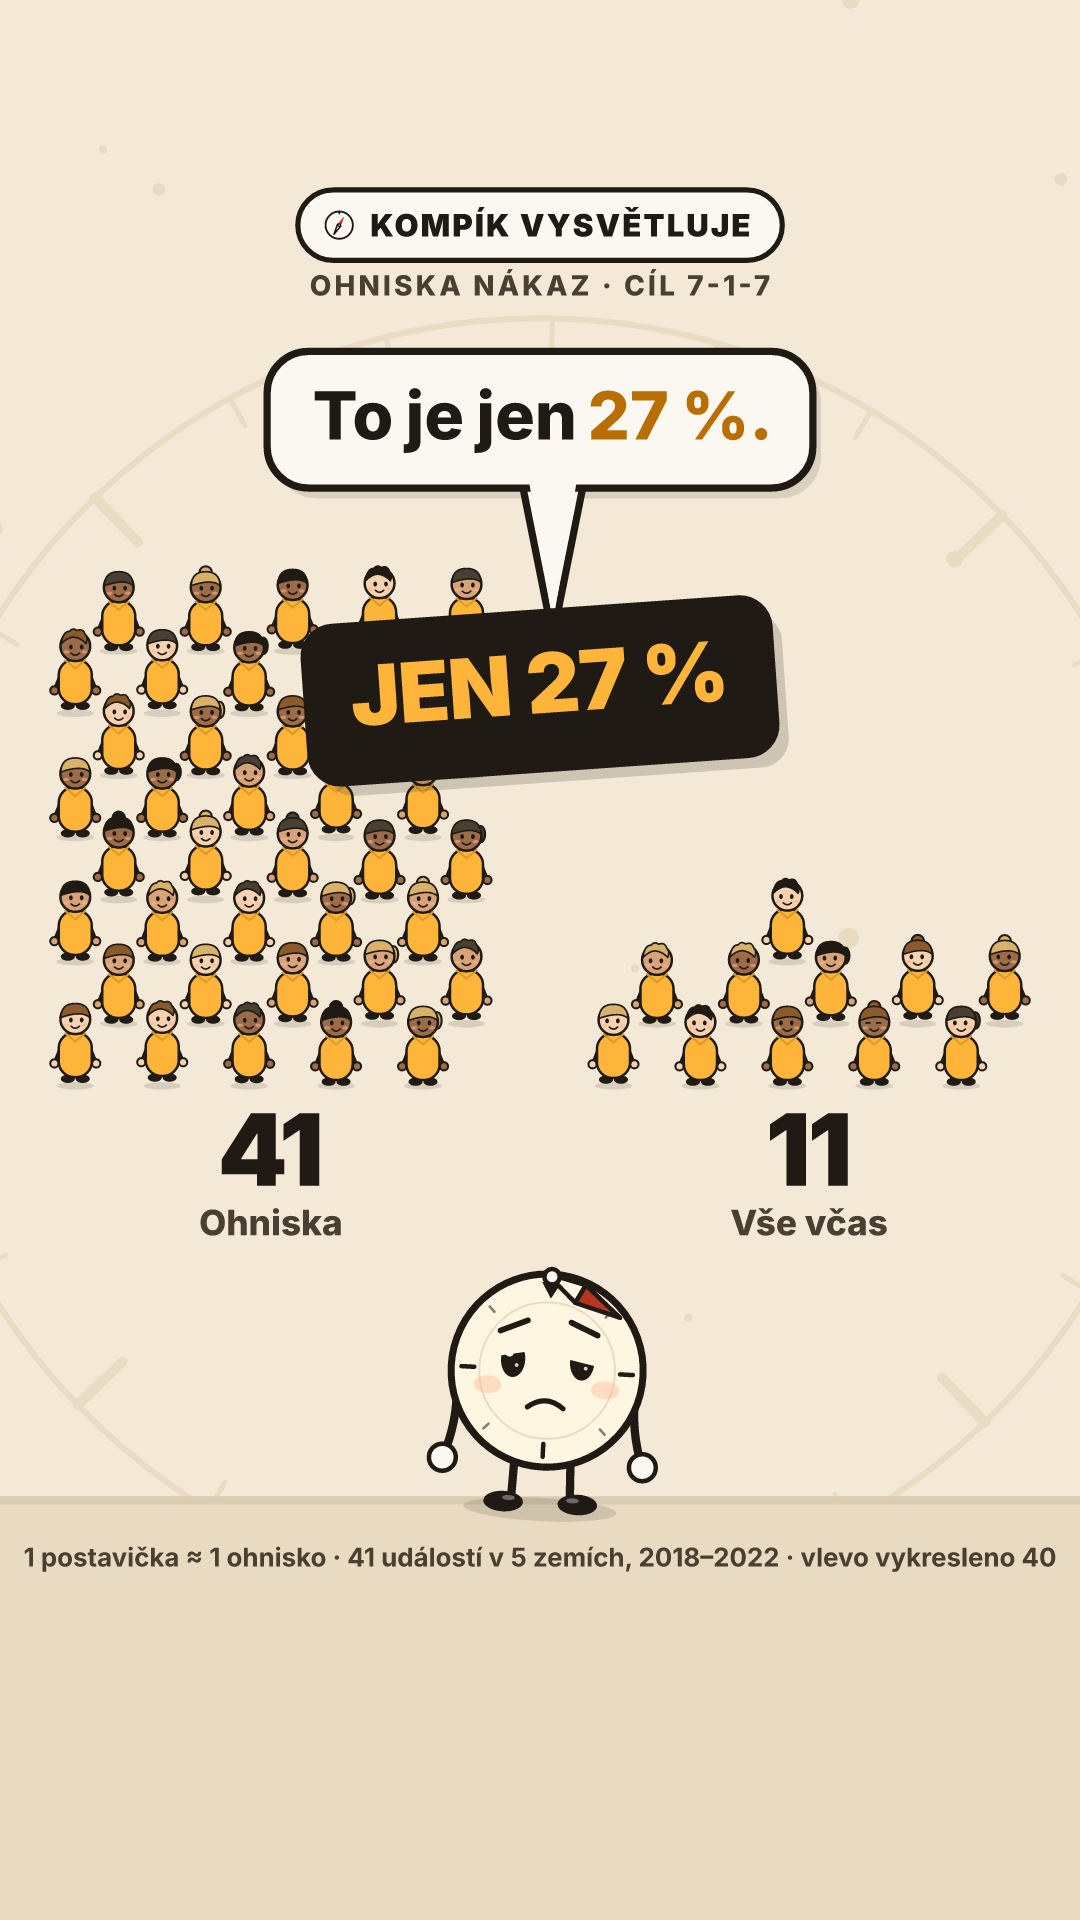 KOMPÍK VYSVĚTLUJE
OHNISKA NÁKAZ · CÍL 7-1-7
To je jen 27 %.
JEN 27 %
41
Ohniska
11
Vše včas
1 postavička ≈ 1 ohnisko · 41 událostí v 5 zemích, 2018–2022 · vlevo vykresleno 40